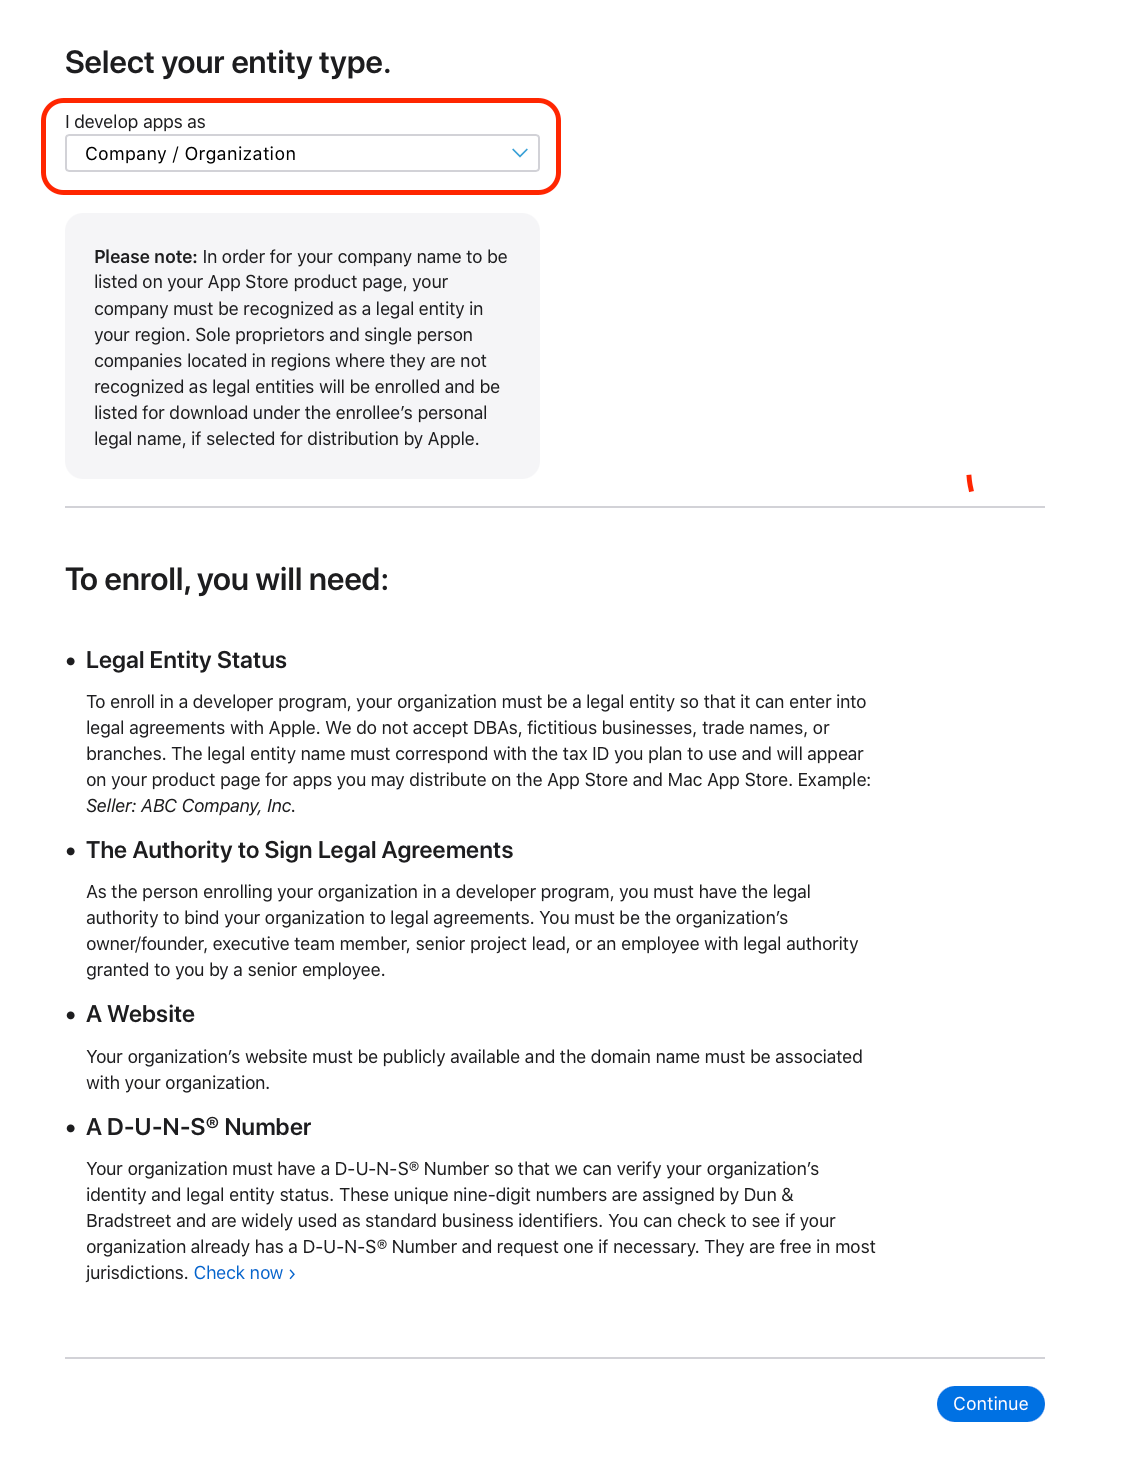 Select your entity type.
I develop apps as
Company / Organization
Please note: In order for your company name to be
listed on your App Store product page, your
company must be recognized as a legal entity in
your region. Sole proprietors and single person
companies located in regions where they are not
recognized as legal entities will be enrolled and be
listed for download under the enrollee’s personal
legal name, if selected for distribution by Apple.
To enroll, you will need:
• Legal Entity Status
To enroll in a developer program, your organization must be a legal entity so that it can enter into
legal agreements with Apple. We do not accept DBAs, fictitious businesses, trade names, or
branches. The legal entity name must correspond with the tax ID you plan to use and will appear
on your product page for apps you may distribute on the App Store and Mac App Store. Example:
Seller: ABC Company, Inc.
• The Authority to Sign Legal Agreements
As the person enrolling your organization in a developer program, you must have the legal
authority to bind your organization to legal agreements. You must be the organization’s
owner/founder, executive team member, senior project lead, or an employee with legal authority
granted to you by a senior employee.
• A Website
Your organization’s website must be publicly available and the domain name must be associated
with your organization.
• A D-U-N-S® Number
Your organization must have a D-U-N-S® Number so that we can verify your organization’s
identity and legal entity status. These unique nine-digit numbers are assigned by Dun &
Bradstreet and are widely used as standard business identifiers. You can check to see if your
organization already has a D-U-N-S® Number and request one if necessary. They are free in most
jurisdictions. Check now ›
Continue